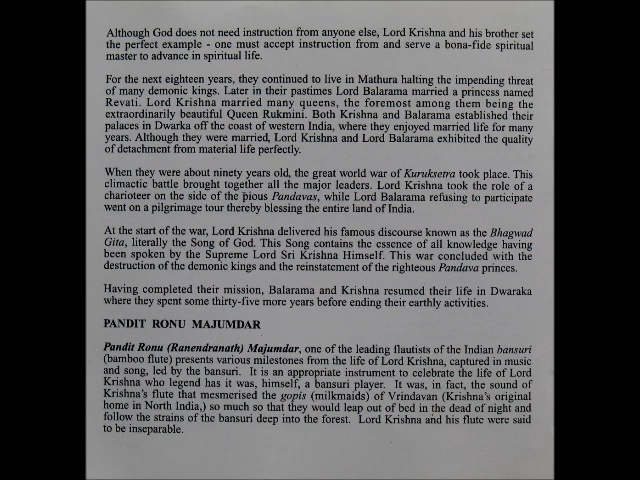 Although God does not need instruction from anyone else, Lord Krishna and his brother set
the perfect example - one must accept instruction from and serve a bona-fide spiritual
master to advance in spiritual life.
For the next eighteen years, they continued to live in Mathura halting the impending threat
of many demonic kings. Later in their pastimes Lord Balarama married a princess named
Revati. Lord Krishna married many queens, the foremost among them being the
extraordinarily beautiful Queen Rukmini. Both Krishna and Balarama established their
palaces in Dwarka off the coast of western India, where they enjoyed married life for many
years. Although they were married, Lord Krishna and Lord Balarama exhibited the quality
of detachment from material life perfectly.
When they were about ninety years old, the great world war of Kuruksetra took place. This
climactic battle brought together all the major leaders. Lord Krishna took the role of a
charioteer on the side of the pious Pandavas, while Lord Balarama refusing to participate
went on a pilgrimage tour thereby blessing the entire land of India.
At the start of the war, Lord Krishna delivered his famous discourse known as the Bhagwad
Gita, literally the Song of God. This Song contains the essence of all knowledge having
been spoken by the Supreme Lord Sri Krishna Himself. This war concluded with the
destruction of the demonic kings and the reinstatement of the righteous Pandava princes.
Having completed their mission, Balarama and Krishna resumed their life in Dwaraka
where they spent some thirty-five more years before ending their earthly activities.
PANDIT RONU MAJUMDAR
Pandit Ronu (Ranendranath) Majumdar, one of the leading flautists of the Indian bansuri
(bamboo flute) presents various milestones from the life of Lord Krishna, captured in music
and song, led by the bansuri. It is an appropriate instrument to celebrate the life of Lord
Krishna who legend has it was, himself, a bansuri player. It was, in fact, the sound of
Krishna's flute that mesmerised the gopis (milkmaids) of Vrindavan (Krishna's original
home in North India,) so much so that they would leap out of bed in the dead of night and
follow the strains of the bansuri deep into the forest. Lord Krishna and his flute were said
to be inseparable.